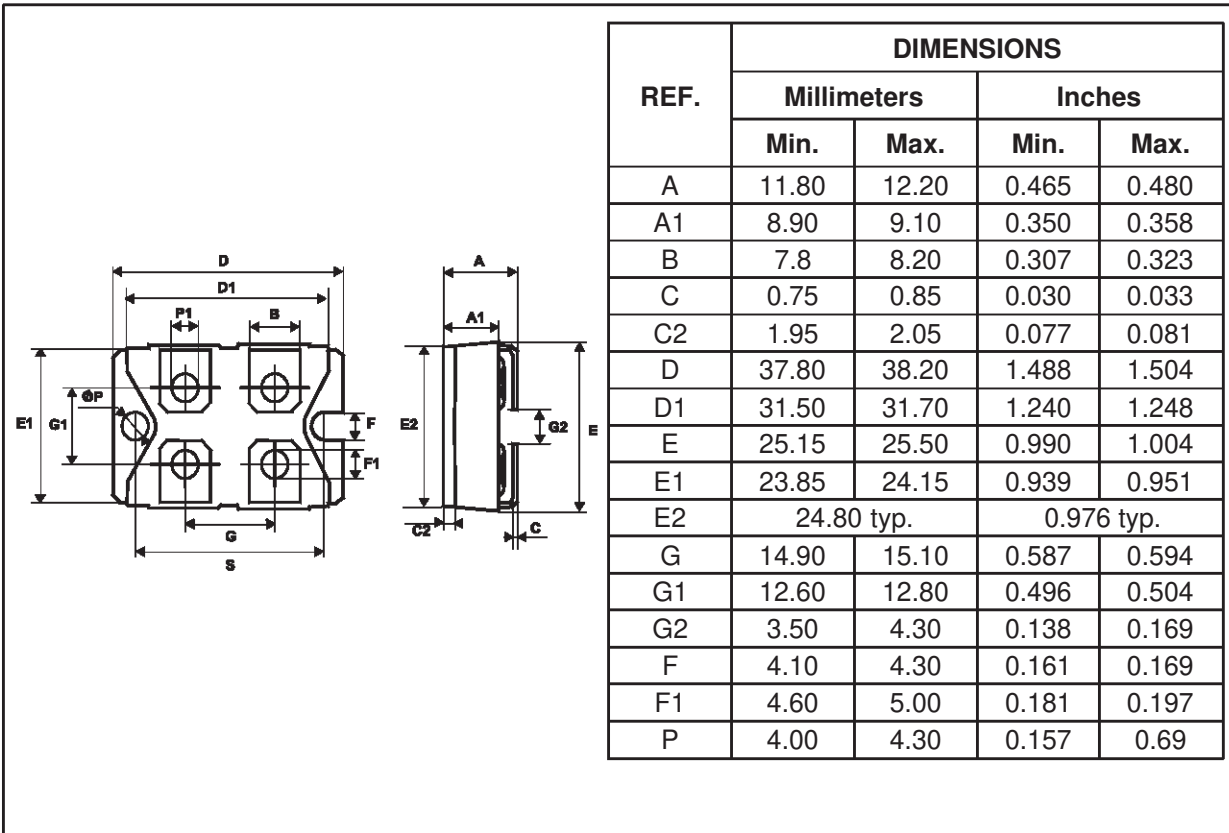 D
D1
P1 B
A
A1
E1 G1 ØP F F1
G
S
E2 G2 E
C2 C
REF. DIMENSIONS
Millimeters Inches
Min. Max. Min. Max.
A 11.80 12.20 0.465 0.480
A1 8.90 9.10 0.350 0.358
B 7.8 8.20 0.307 0.323
C 0.75 0.85 0.030 0.033
C2 1.95 2.05 0.077 0.081
D 37.80 38.20 1.488 1.504
D1 31.50 31.70 1.240 1.248
E 25.15 25.50 0.990 1.004
E1 23.85 24.15 0.939 0.951
E2 24.80 typ. 0.976 typ.
G 14.90 15.10 0.587 0.594
G1 12.60 12.80 0.496 0.504
G2 3.50 4.30 0.138 0.169
F 4.10 4.30 0.161 0.169
F1 4.60 5.00 0.181 0.197
P 4.00 4.30 0.157 0.69